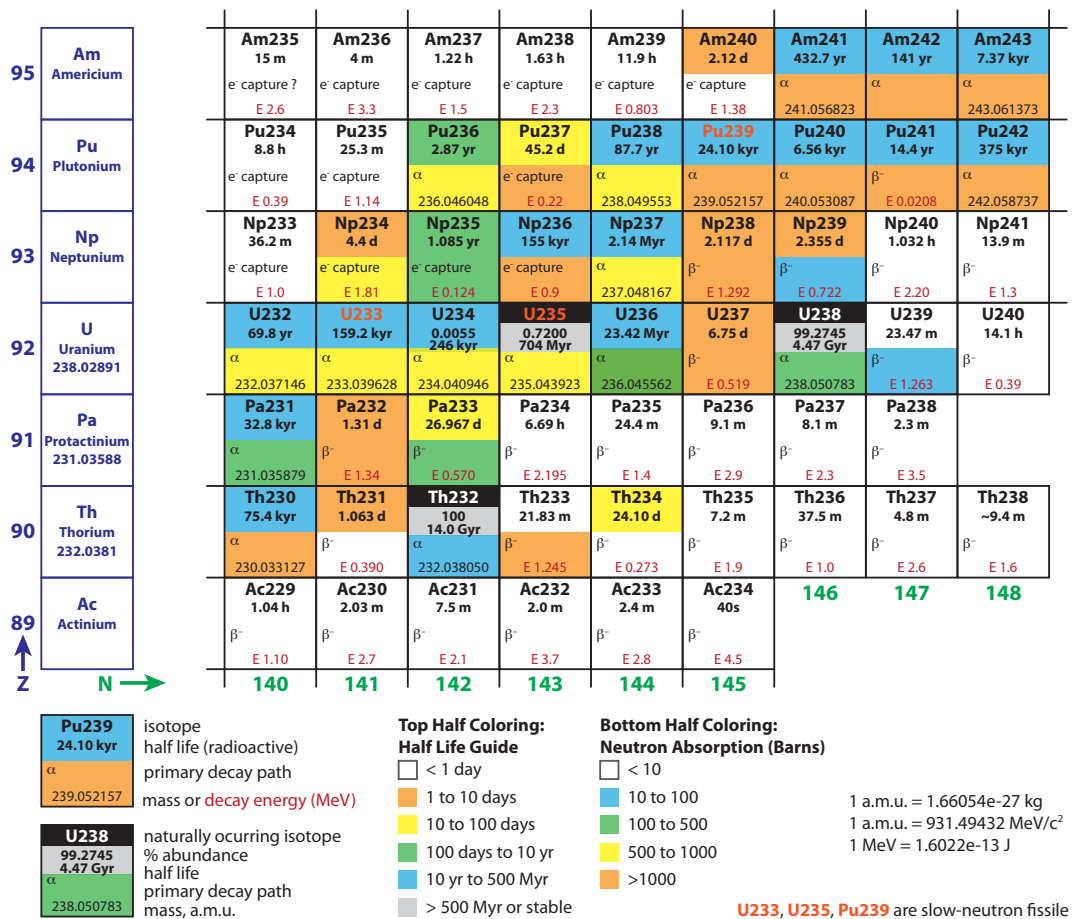 95
Am
Americium
Am235
15 m
e⁻ capture ?
E 2.6
Am236
4 m
e⁻ capture
E 3.3
Am237
1.22 h
e⁻ capture
E 1.5
Am238
1.63 h
e⁻ capture
E 2.3
Am239
11.9 h
e⁻ capture
E 0.803
Am240
2.12 d
e⁻ capture
E 1.38
Am241
432.7 yr
α
241.056823
Am242
141 yr
α
Am243
7.37 kyr
α
243.061373
94
Pu
Plutonium
Pu234
8.8 h
e⁻ capture
E 0.39
Pu235
25.3 m
e⁻ capture
E 1.14
Pu236
2.87 yr
α
236.046048
Pu237
45.2 d
e⁻ capture
E 0.22
Pu238
87.7 yr
α
238.049553
Pu239
24.10 kyr
α
239.052157
Pu240
6.56 kyr
α
240.053087
Pu241
14.4 yr
β⁻
E 0.0208
Pu242
375 kyr
α
242.058737
93
Np
Neptunium
Np233
36.2 m
e⁻ capture
E 1.0
Np234
4.4 d
e⁻ capture
E 1.81
Np235
1.085 yr
e⁻ capture
E 0.124
Np236
155 kyr
e⁻ capture
E 0.9
Np237
2.14 Myr
α
237.048167
Np238
2.117 d
β⁻
E 1.292
Np239
2.355 d
β⁻
E 0.722
Np240
1.032 h
β⁻
E 2.20
Np241
13.9 m
β⁻
E 1.3
92
U
Uranium
238.02891
U232
69.8 yr
α
232.037146
U233
159.2 kyr
α
233.039628
U234
0.0055
246 kyr
α
234.040946
U235
0.7200
704 Myr
α
235.043923
U236
23.42 Myr
α
236.045562
U237
6.75 d
β⁻
E 0.519
U238
99.2745
4.47 Gyr
α
238.050783
U239
23.47 m
β⁻
E 1.263
U240
14.1 h
β⁻
E 0.39
91
Pa
Protactinium
231.03588
Pa231
32.8 kyr
α
231.035879
Pa232
1.31 d
β⁻
E 1.34
Pa233
26.967 d
β⁻
E 0.570
Pa234
6.69 h
β⁻
E 2.195
Pa235
24.4 m
β⁻
E 1.4
Pa236
9.1 m
β⁻
E 2.9
Pa237
8.1 m
β⁻
E 2.3
Pa238
2.3 m
β⁻
E 3.5
90
Th
Thorium
232.0381
Th230
75.4 kyr
α
230.033127
Th231
1.063 d
β⁻
E 0.390
Th232
100
14.0 Gyr
α
232.038050
Th233
21.83 m
β⁻
E 1.245
Th234
24.10 d
β⁻
E 0.273
Th235
7.2 m
β⁻
E 1.9
Th236
37.5 m
β⁻
E 1.0
Th237
4.8 m
β⁻
E 2.6
Th238
~9.4 m
β⁻
E 1.6
89
Ac
Actinium
Ac229
1.04 h
β⁻
E 1.10
Ac230
2.03 m
β⁻
E 2.7
Ac231
7.5 m
β⁻
E 2.1
Ac232
2.0 m
β⁻
E 3.7
Ac233
2.4 m
β⁻
E 2.8
Ac234
40s
β⁻
E 4.5
146 147 148
Z N 140 141 142 143 144 145
Pu239
24.10 kyr
α
239.052157
isotope
half life (radioactive)
primary decay path
mass or decay energy (MeV)
U238
99.2745
4.47 Gyr
α
238.050783
naturally ocurring isotope
% abundance
half life
primary decay path
mass, a.m.u.
Top Half Coloring:
Half Life Guide
< 1 day
1 to 10 days
10 to 100 days
100 days to 10 yr
10 yr to 500 Myr
> 500 Myr or stable
Bottom Half Coloring:
Neutron Absorption (Barns)
< 10
10 to 100
100 to 500
500 to 1000
>1000
1 a.m.u. = 1.66054e-27 kg
1 a.m.u. = 931.49432 MeV/c²
1 MeV = 1.6022e-13 J
U233, U235, Pu239 are slow-neutron fissile